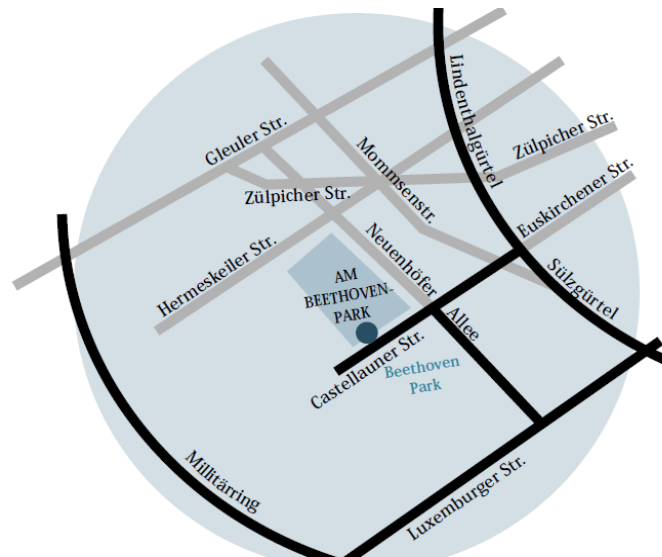 Lindenthalgürtel
Gleuler Str.
Mommsenstr.
Zülpicher Str.
Zülpicher Str.
Euskirchener Str.
Hermeskeiler Str.
Neuenhöfer
Allee
AM
BEETHOVEN-
PARK
Sülzgürtel
Castellauner Str.
Beethoven
Park
Millitärring
Luxemburger Str.